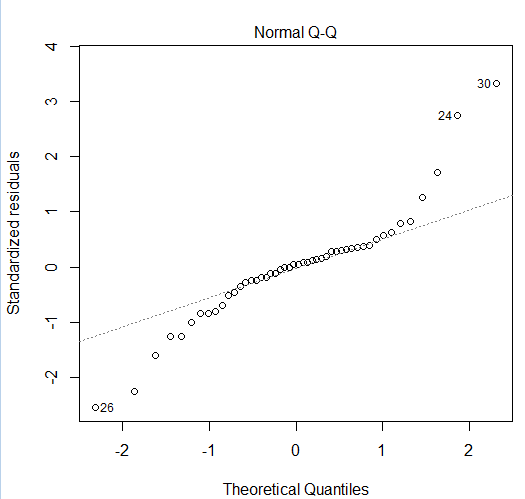 Normal Q-Q
4
3
2
1
0
-1
-2
Standardized residuals
30
24
26
-2 -1 0 1 2
Theoretical Quantiles